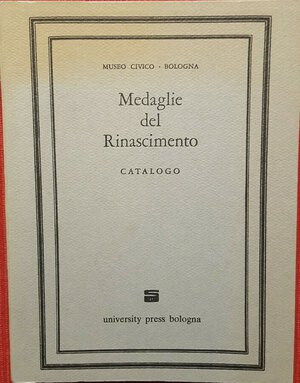 MUSEO CIVICO - BOLOGNA
Medaglie
del
Rinascimento
CATALOGO
university press bologna